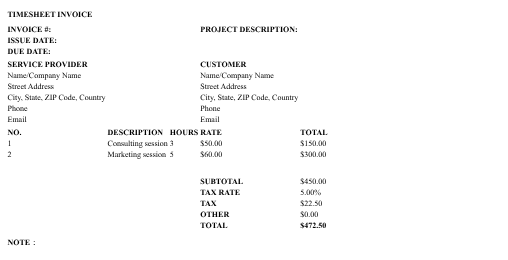 TIMESHEET INVOICE
INVOICE #: PROJECT DESCRIPTION:
ISSUE DATE:
DUE DATE:
SERVICE PROVIDER CUSTOMER
Name/Company Name Name/Company Name
Street Address Street Address
City, State, ZIP Code, Country City, State, ZIP Code, Country
Phone Phone
Email Email
NO. DESCRIPTION HOURS RATE TOTAL
1 Consulting session 3 $50.00 $150.00
2 Marketing session 5 $60.00 $300.00
SUBTOTAL $450.00
TAX RATE 5.00%
TAX $22.50
OTHER $0.00
TOTAL $472.50
NOTE :